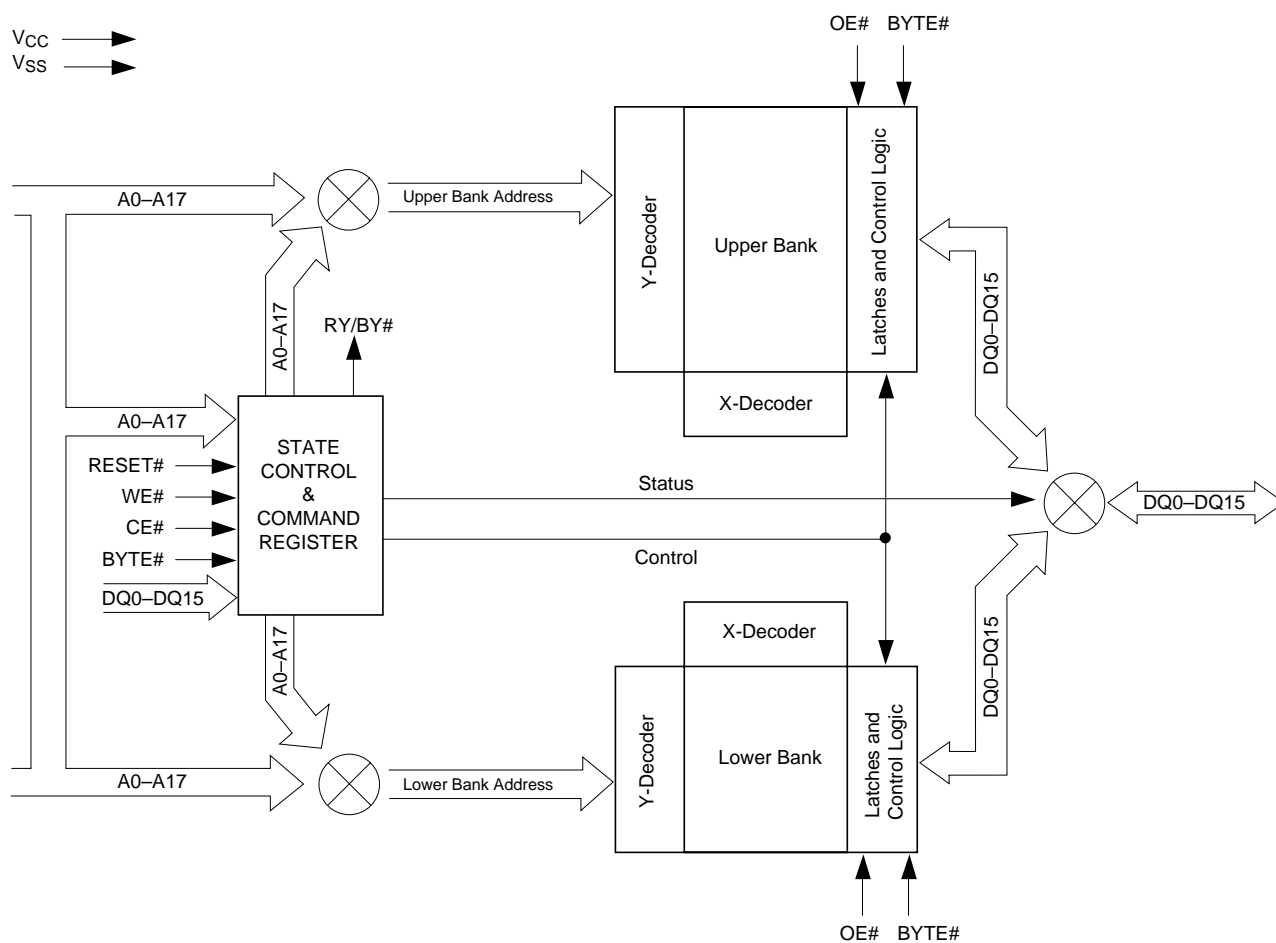 OE# BYTE#
VCC
VSS
A0–A17
Upper Bank Address
Y-Decoder
Upper Bank
Latches and Control Logic
X-Decoder
A0–A17
RY/BY#
DQ0–DQ15
A0–A17
RESET#
WE#
CE#
BYTE#
DQ0–DQ15
STATE
CONTROL
&
COMMAND
REGISTER
Status
Control
DQ0–DQ15
A0–A17
X-Decoder
Y-Decoder
Lower Bank
Latches and
Control Logic
DQ0–DQ15
A0–A17
Lower Bank Address
OE# BYTE#